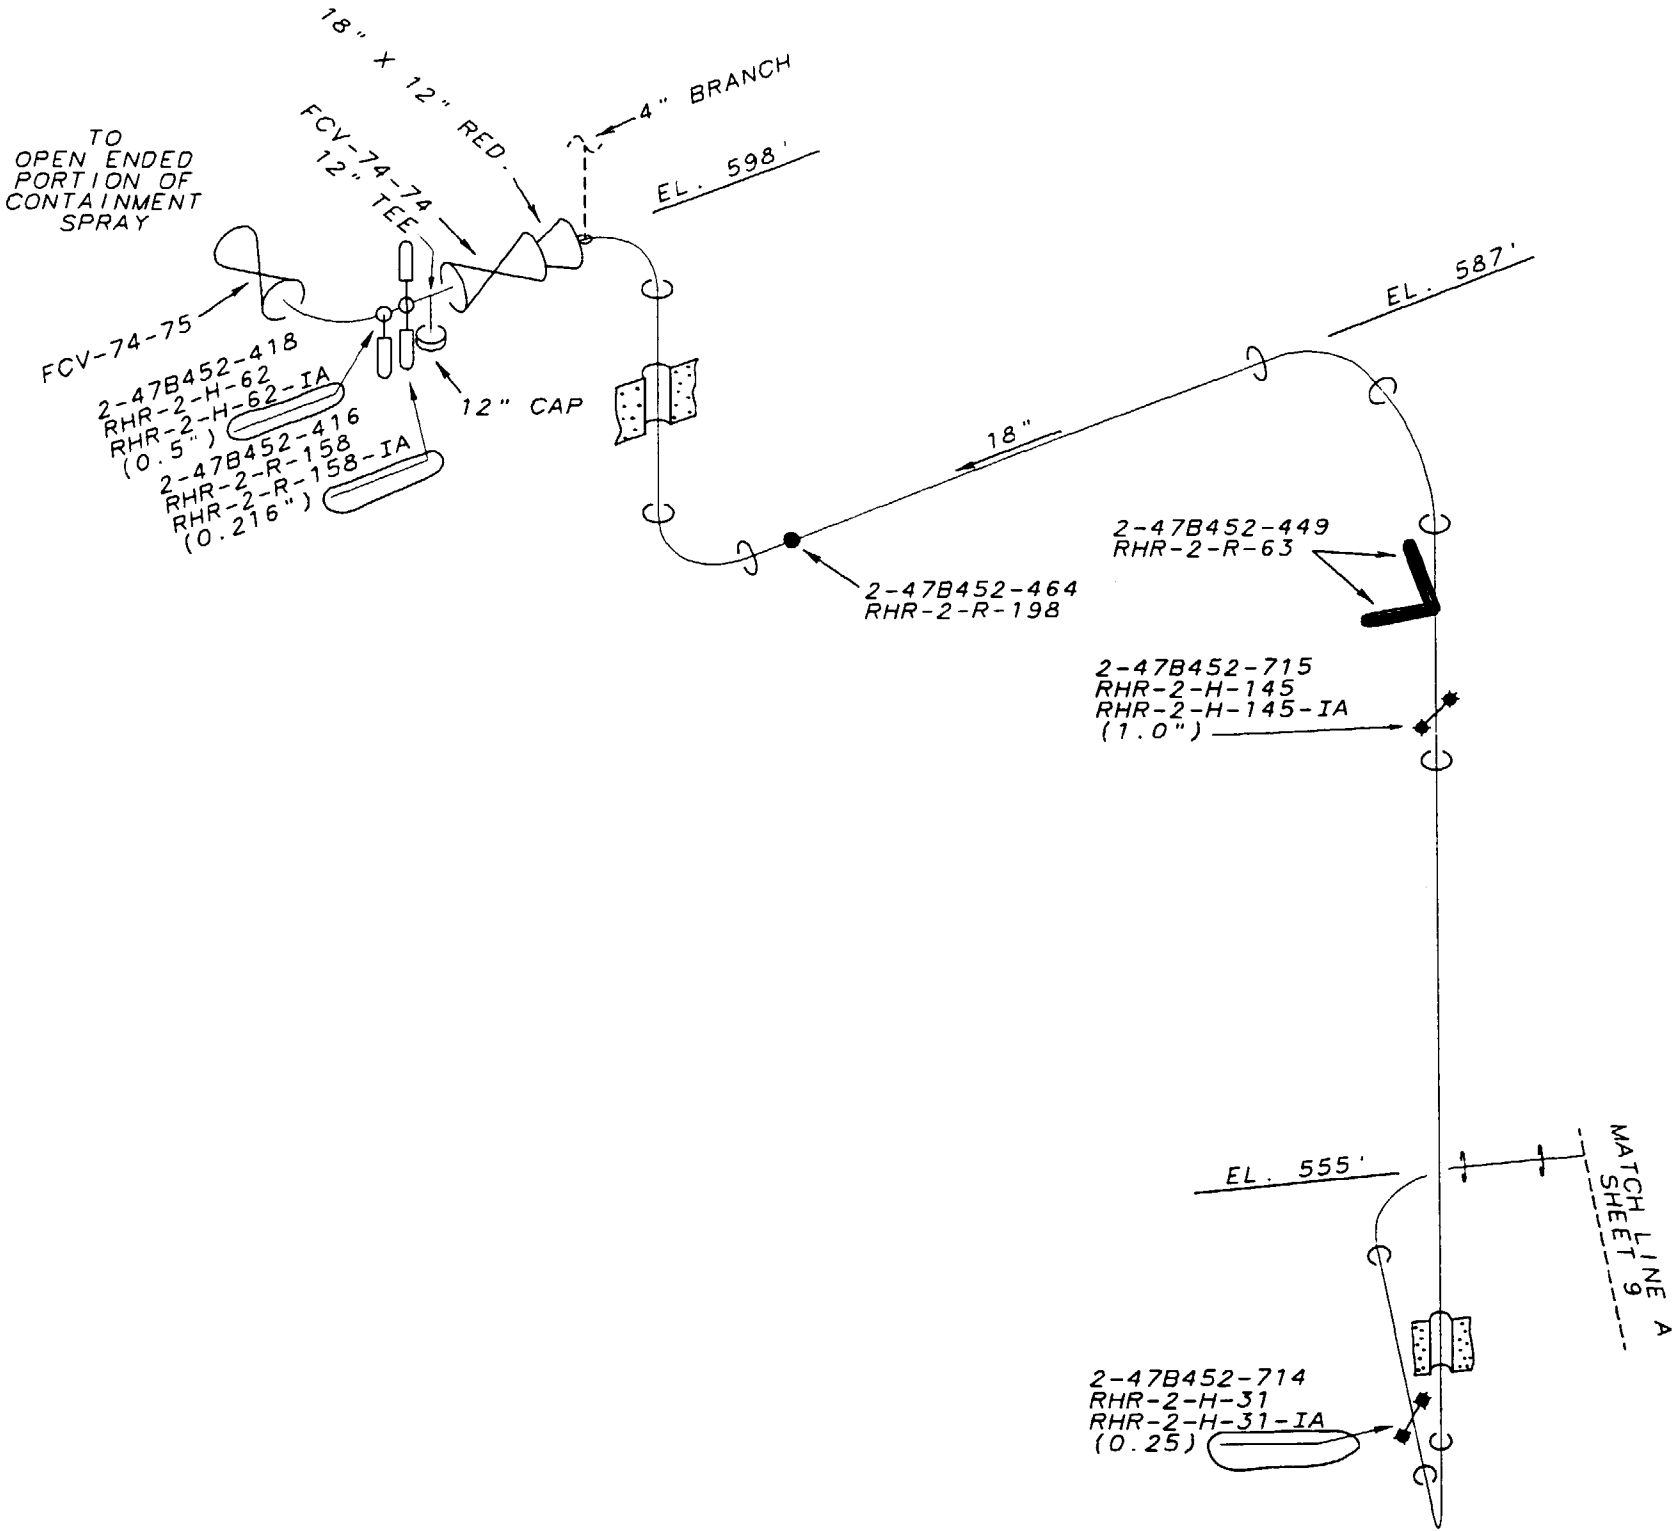 18" X 12" RED.
FCV-74-74
12" TEE
4" BRANCH
EL. 598'
TO
OPEN ENDED
PORTION OF
CONTAINMENT
SPRAY
FCV-74-75
2-47B452-418
RHR-2-H-62
RHR-2-H-62-IA
(0.5")
2-47B452-416
RHR-2-R-158
RHR-2-R-158-IA
(0.216")
12" CAP
EL. 587'
18"
2-47B452-464
RHR-2-R-198
2-47B452-449
RHR-2-R-63
2-47B452-715
RHR-2-H-145
RHR-2-H-145-IA
(1.0")
EL. 555'
MATCH LINE A
SHEET 9
2-47B452-714
RHR-2-H-31
RHR-2-H-31-IA
(0.25)